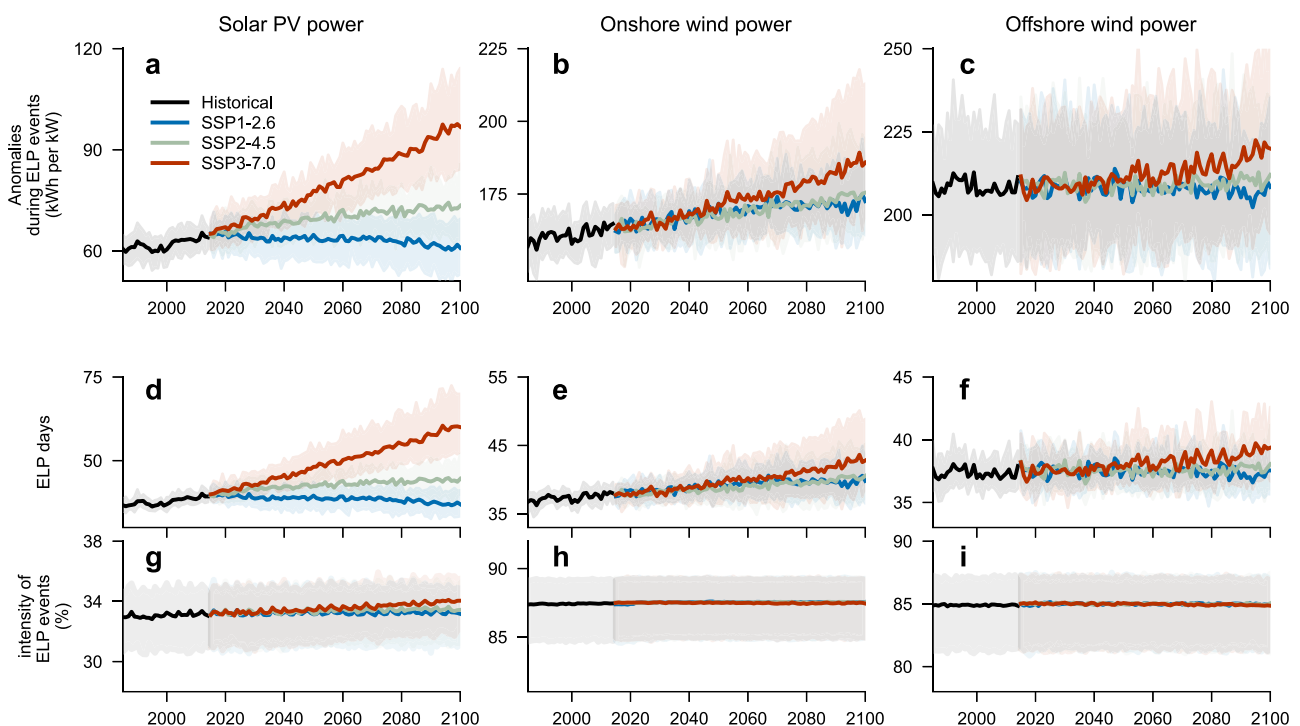 Solar PV power
Onshore wind power
Offshore wind power
Anomalies
during ELP events
(kWh per kW)
a
120
90
60
Historical
SSP1-2.6
SSP2-4.5
SSP3-7.0
2000 2020 2040 2060 2080 2100
b
225
200
175
2000 2020 2040 2060 2080 2100
c
250
225
200
2000 2020 2040 2060 2080 2100
ELP days
d
75
50
e
55
45
35
f
45
40
35
intensity of
ELP events
(%)
g
38
34
30
2000 2020 2040 2060 2080 2100
h
90
85
2000 2020 2040 2060 2080 2100
i
90
85
80
2000 2020 2040 2060 2080 2100